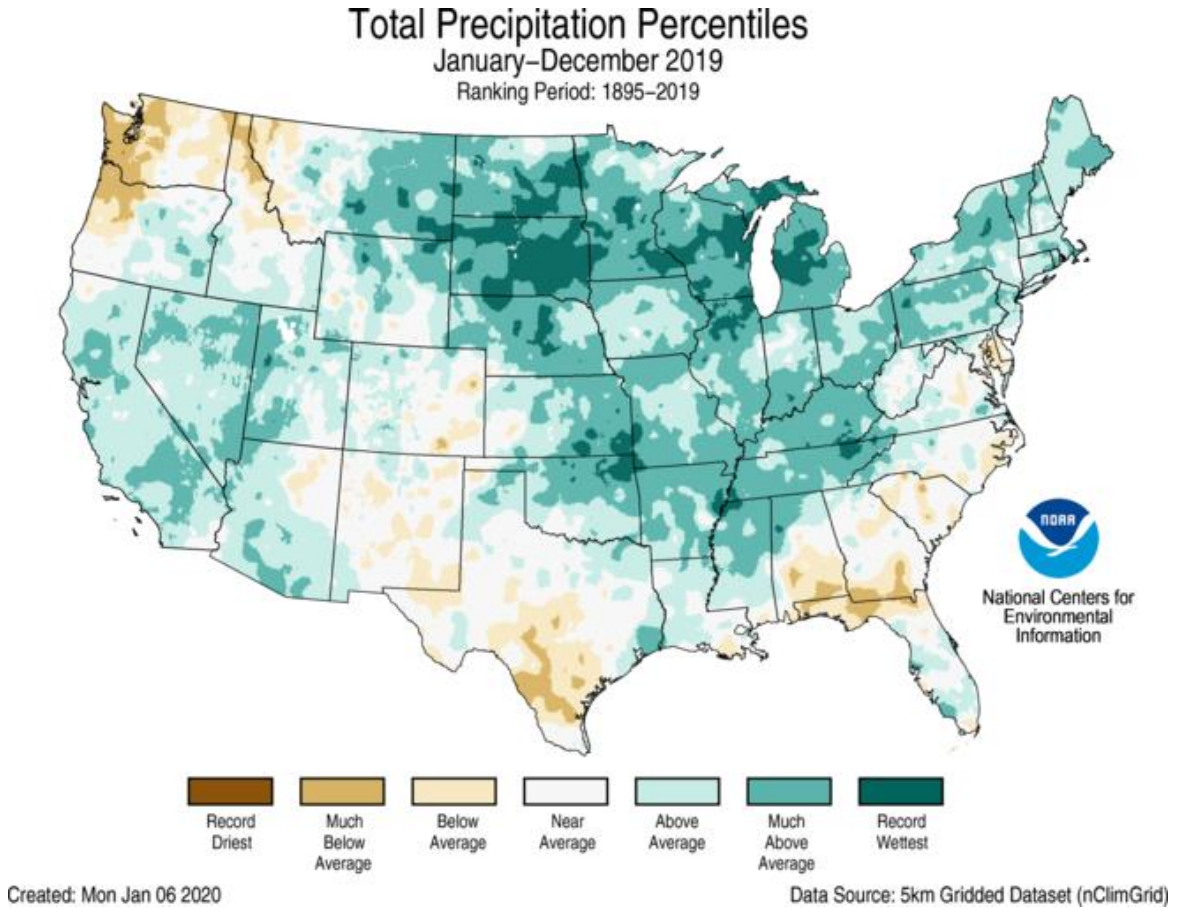 Total Precipitation Percentiles
January–December 2019
Ranking Period: 1895–2019
NOAA
National Centers for
Environmental
Information
Record
Driest
Much
Below
Average
Below
Average
Near
Average
Above
Average
Much
Above
Average
Record
Wettest
Created: Mon Jan 06 2020
Data Source: 5km Gridded Dataset (nClimGrid)